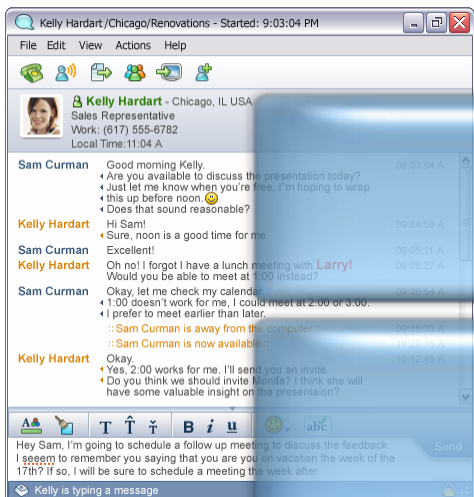 Kelly Hardart /Chicago/Renovations - Started: 9:03:04 PM
File Edit View Actions Help
Kelly Hardart - Chicago, IL USA
Sales Representative
Work: (617) 555-6782
Local Time:11:04 A
Sam Curman Good morning Kelly. 09:03:04 A
Are you available to discuss the presentation today?
Just let me know when you're free, I'm hoping to wrap
this up before noon.
Does that sound reasonable?
Kelly Hardart Hi Sam! 09:04:58 A
Sure, noon is a good time for me.
Sam Curman Excellent! 09:05:11 A
Kelly Hardart Oh no! I forgot I have a lunch meeting with Larry! 09:06:27 A
Would you be able to meet at 1:00 instead?
Sam Curman Okay, let me check my calendar. 09:06:54 A
1:00 doesn't work for me, I could meet at 2:00 or 3:00.
I prefer to meet earlier than later.
:: Sam Curman is away from the computer :: 09:15:33 A
:: Sam Curman is now available :: 10:22:15 A
Kelly Hardart Okay. 10:12:45 A
Yes, 2:00 works for me. I'll send you an invite.
Do you think we should invite Monifa? I think she will
have some valuable insight on the presentaion?
A T T T B i u abc
Hey Sam, I'm going to schedule a follow up meeting to discuss the feedback.
I seeem to remember you saying that you are you on vacation the week of the
17th? If so, I will be sure to schedule a meeting the week after.
Send
Kelly is typing a message